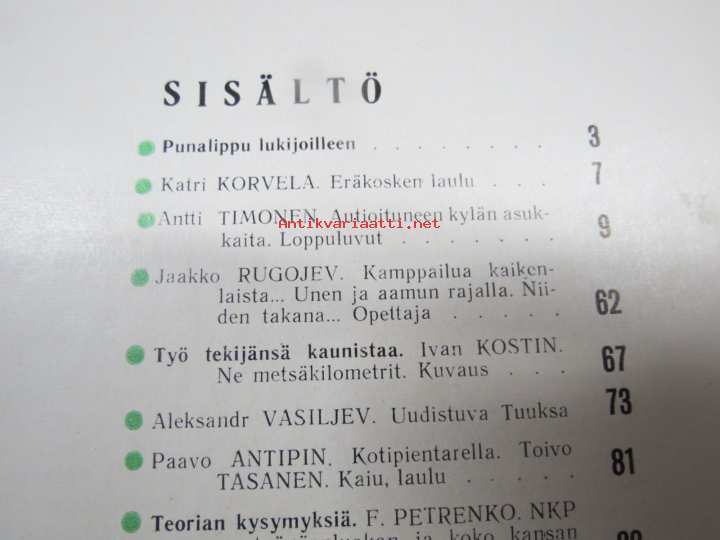 SISÄLTÖ
Punalippu lukijoilleen . . . . . . . . 3
Katri KORVELA. Eräkosken laulu . . . 7
Antti TIMONEN. Autioituneen kylän asuk-
Antikvariaatti.net
kaita. Loppuluvut . . . . . . . 9
Jaakko RUGOJEV. Kamppailua kaiken-
laista... Unen ja aamun rajalla. Nii-
den takana... Opettaja . . . . . 62
Työ tekijänsä kaunistaa. Ivan KOSTIN.
Ne metsäkilometrit. Kuvaus . . . 67
Aleksandr VASILJEV. Uudistuva Tuuksa 73
Paavo ANTIPIN. Kotipientarella. Toivo
TASANEN. Kaiu, laulu . . . . . 81
Teorian kysymyksiä. F. PETRENKO. NKP
ja koko kansan